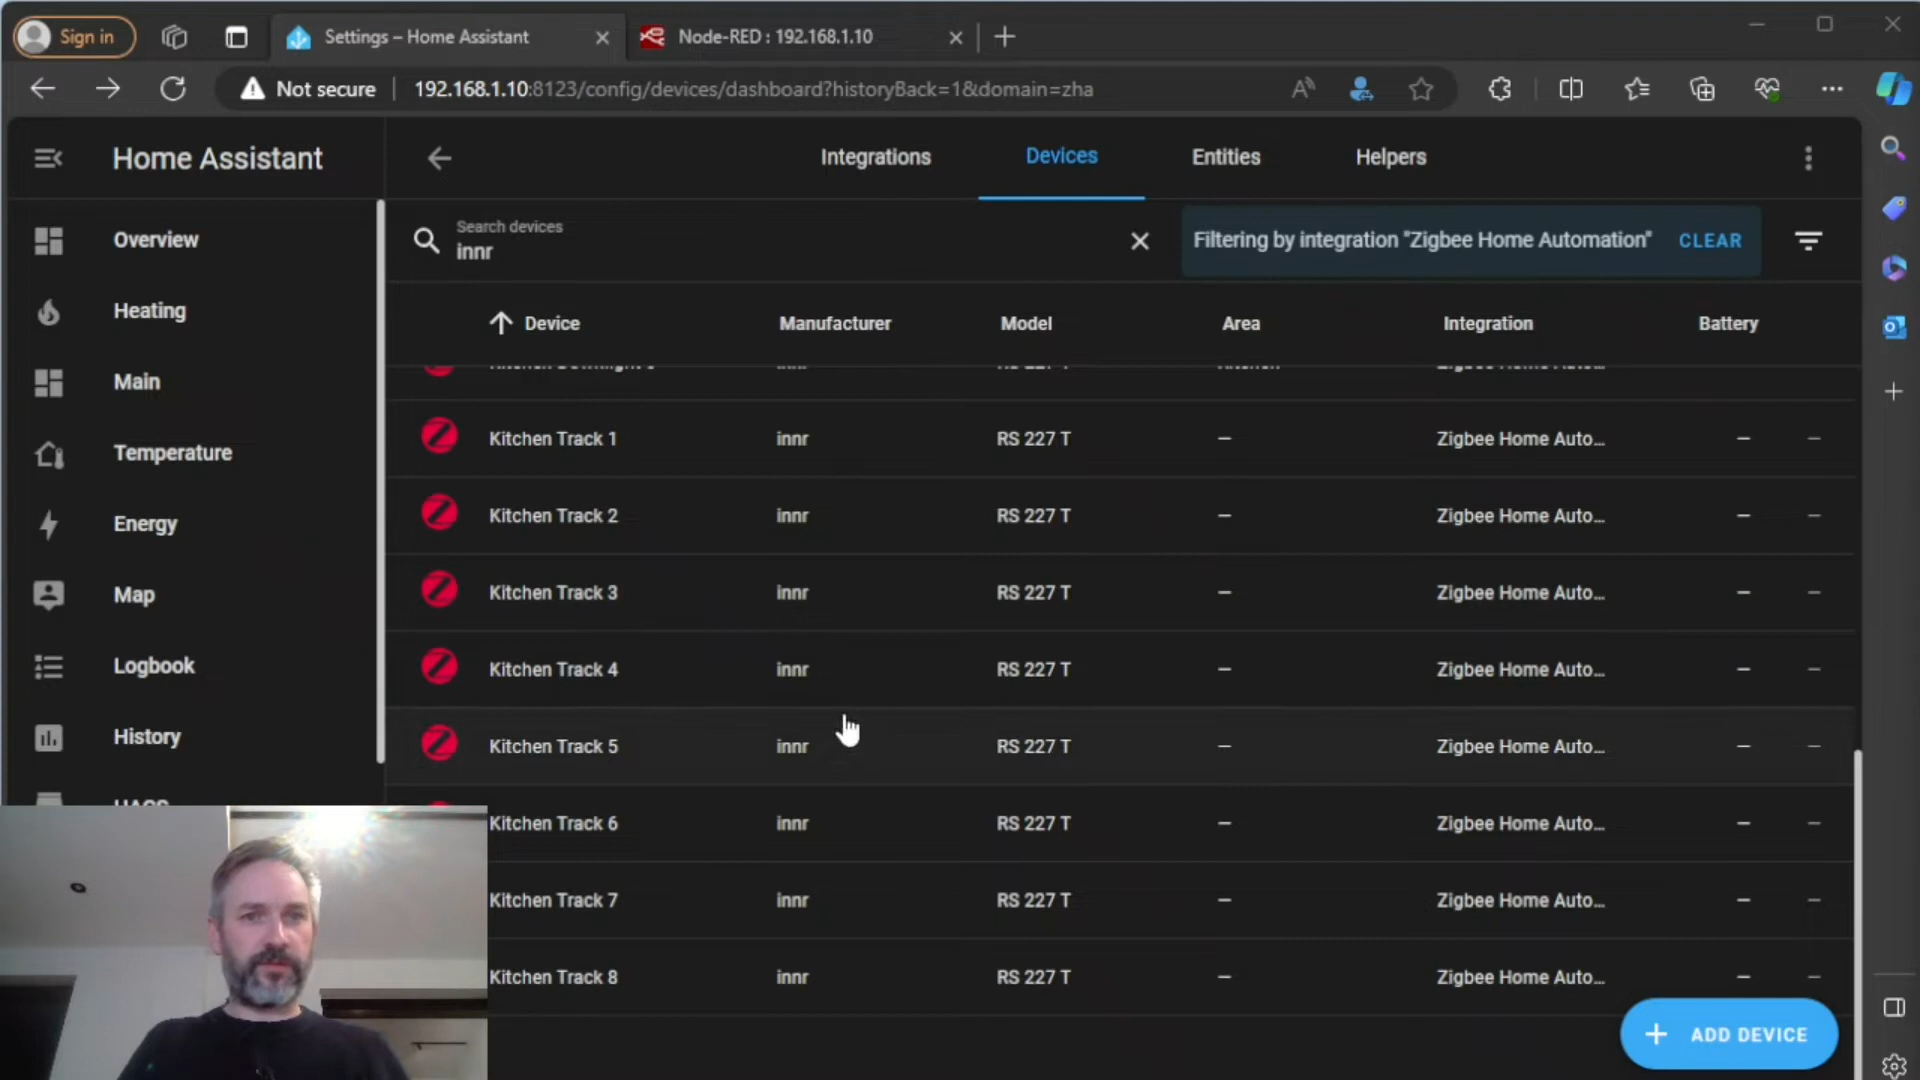 Sign in
Settings – Home Assistant
Node-RED : 192.168.1.10
Not secure
192.168.1.10:8123/config/devices/dashboard?historyBack=1&domain=zha
Home Assistant
Integrations
Devices
Entities
Helpers
Overview
Heating
Main
Temperature
Energy
Map
Logbook
History
HACS
Search devices
innr
Filtering by integration "Zigbee Home Automation"
CLEAR
Device Manufacturer Model Area Integration Battery
Kitchen Track 1 innr RS 227 T – Zigbee Home Auto... – –
Kitchen Track 2 innr RS 227 T – Zigbee Home Auto... – –
Kitchen Track 3 innr RS 227 T – Zigbee Home Auto... – –
Kitchen Track 4 innr RS 227 T – Zigbee Home Auto... – –
Kitchen Track 5 innr RS 227 T – Zigbee Home Auto... – –
Kitchen Track 6 innr RS 227 T – Zigbee Home Auto... – –
Kitchen Track 7 innr RS 227 T – Zigbee Home Auto... – –
Kitchen Track 8 innr RS 227 T – Zigbee Home Auto... – –
ADD DEVICE